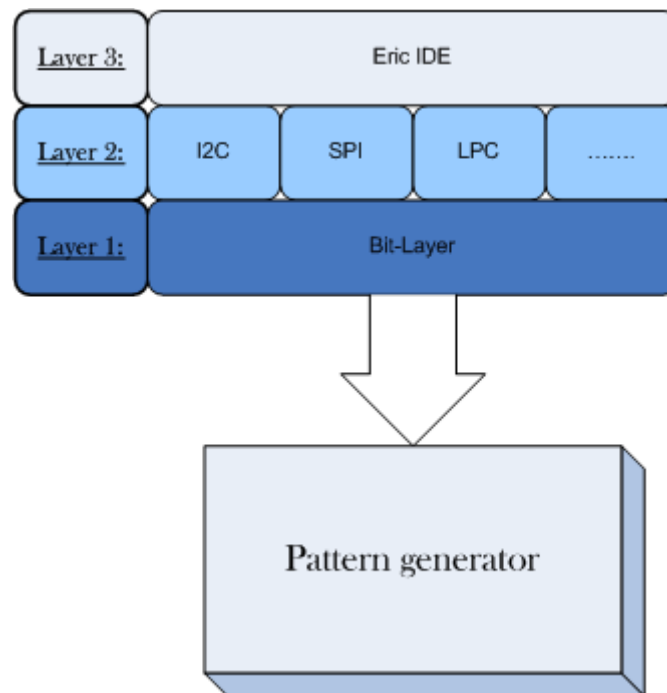 Layer 3:
Eric IDE
Layer 2:
I2C
SPI
LPC
.......
Layer 1:
Bit-Layer
Pattern generator